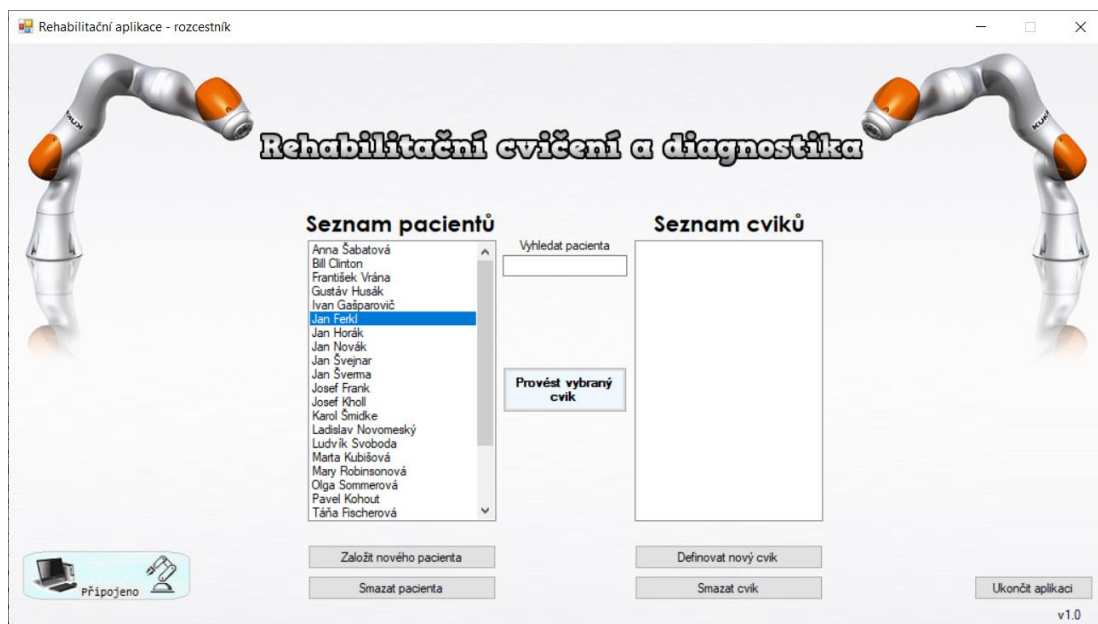 Rehabilitační aplikace - rozcestník
KUKA
KUKA
Rehabilitační cvičení a diagnostika
Seznam pacientů
Anna Šabatová
Bill Clinton
František Vrána
Gustáv Husák
Ivan Gašparovič
Jan Ferkl
Jan Horák
Jan Novák
Jan Švejnar
Jan Šverma
Josef Frank
Josef Kholl
Karol Šmidke
Ladislav Novomeský
Ludvík Svoboda
Marta Kubišová
Mary Robinsonová
Olga Sommerová
Pavel Kohout
Táňa Fischerová
Vyhledat pacienta
Provést vybraný
cvik
Seznam cviků
Založit nového pacienta
Smazat pacienta
Definovat nový cvik
Smazat cvik
Připojeno
Ukončit aplikaci
v1.0